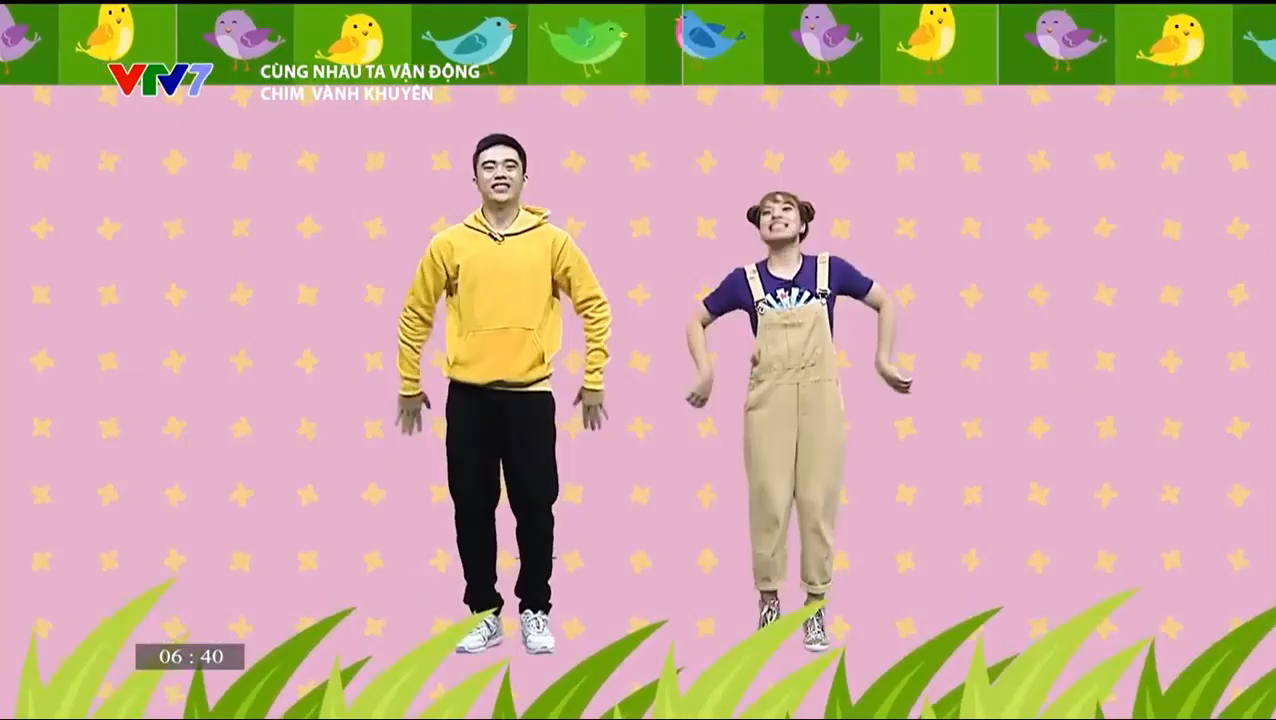 VTV7
CÙNG NHAU TA VẬN ĐỘNG
CHIM VÀNH KHUYÊN
06 : 40